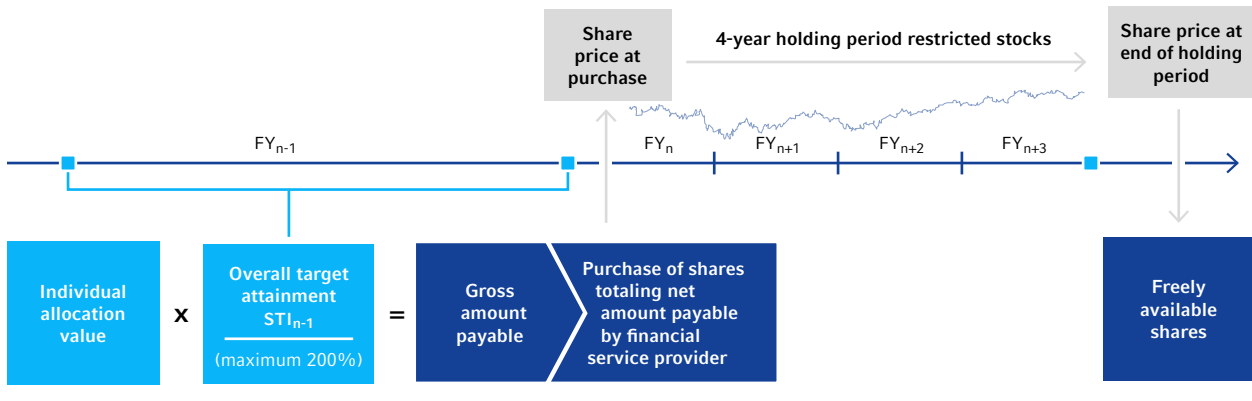 Share
price at
purchase
4-year holding period restricted stocks
Share price at
end of holding
period
FYn-1
FYn
FYn+1
FYn+2
FYn+3
Individual
allocation
value
x
Overall target
attainment
STIn-1
(maximum 200%)
=
Gross
amount
payable
Purchase of shares
totaling net
amount payable
by financial
service provider
Freely
available
shares